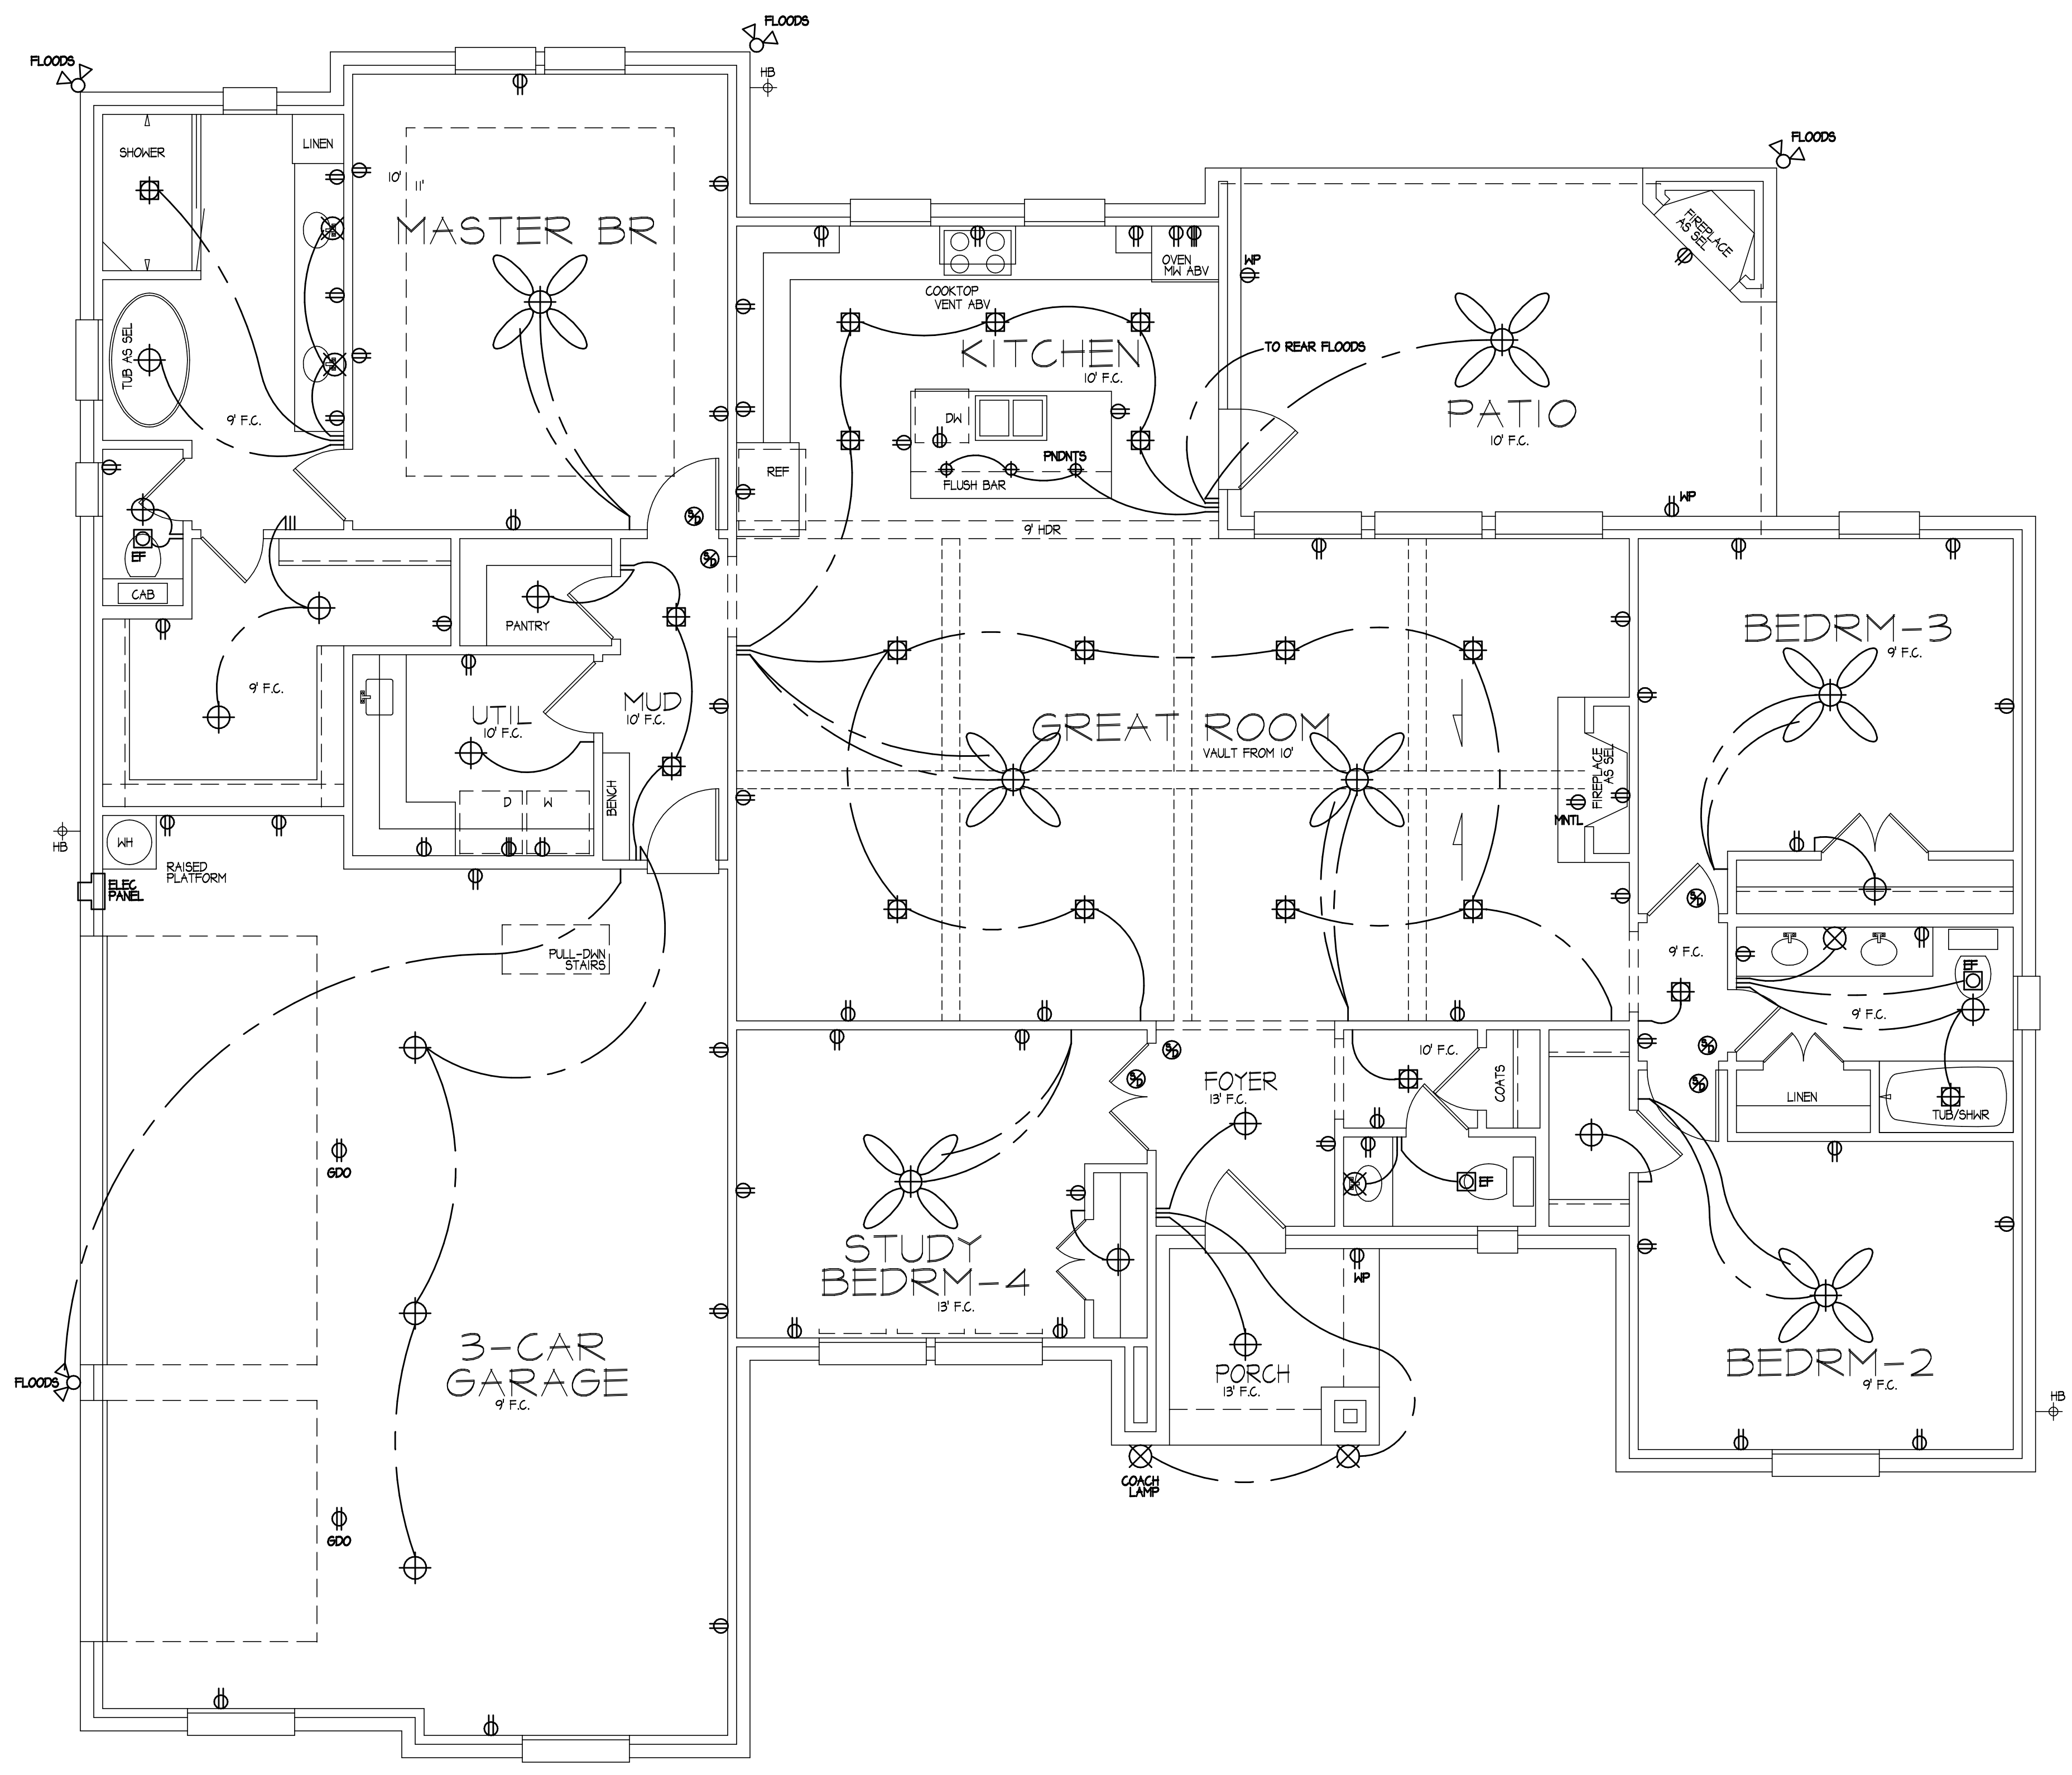 FLOODS
FLOODS
HB
FLOODS
SHOWER
LINEN
10'
11'
MASTER BR
TUB AS SEL
9' F.C.
OVEN
MW ABV
COOKTOP
VENT ABV
KITCHEN
10' F.C.
DW
PNDNTS
FLUSH BAR
REF
9' HDR
WP
TO REAR FLOODS
FIREPLACE
AS SEL
PATIO
10' F.C.
WP
EF
CAB
S/D
S/D
PANTRY
9' F.C.
UTIL
10' F.C.
MUD
10' F.C.
D
W
BENCH
GREAT ROOM
VAULT FROM 10'
FIREPLACE
AS SEL
MNTL
BEDRM-3
9' F.C.
HB
WH
RAISED
PLATFORM
ELEC
PANEL
PULL-DWN
STAIRS
S/D
9' F.C.
EF
9' F.C.
S/D
S/D
LINEN
TUB/SHWR
S/D
S/D
FOYER
13' F.C.
10' F.C.
COATS
EF
GDO
STUDY
BEDRM-4
13' F.C.
WP
PORCH
13' F.C.
COACH
LAMP
BEDRM-2
9' F.C.
HB
FLOODS
3-CAR
GARAGE
9' F.C.
GDO